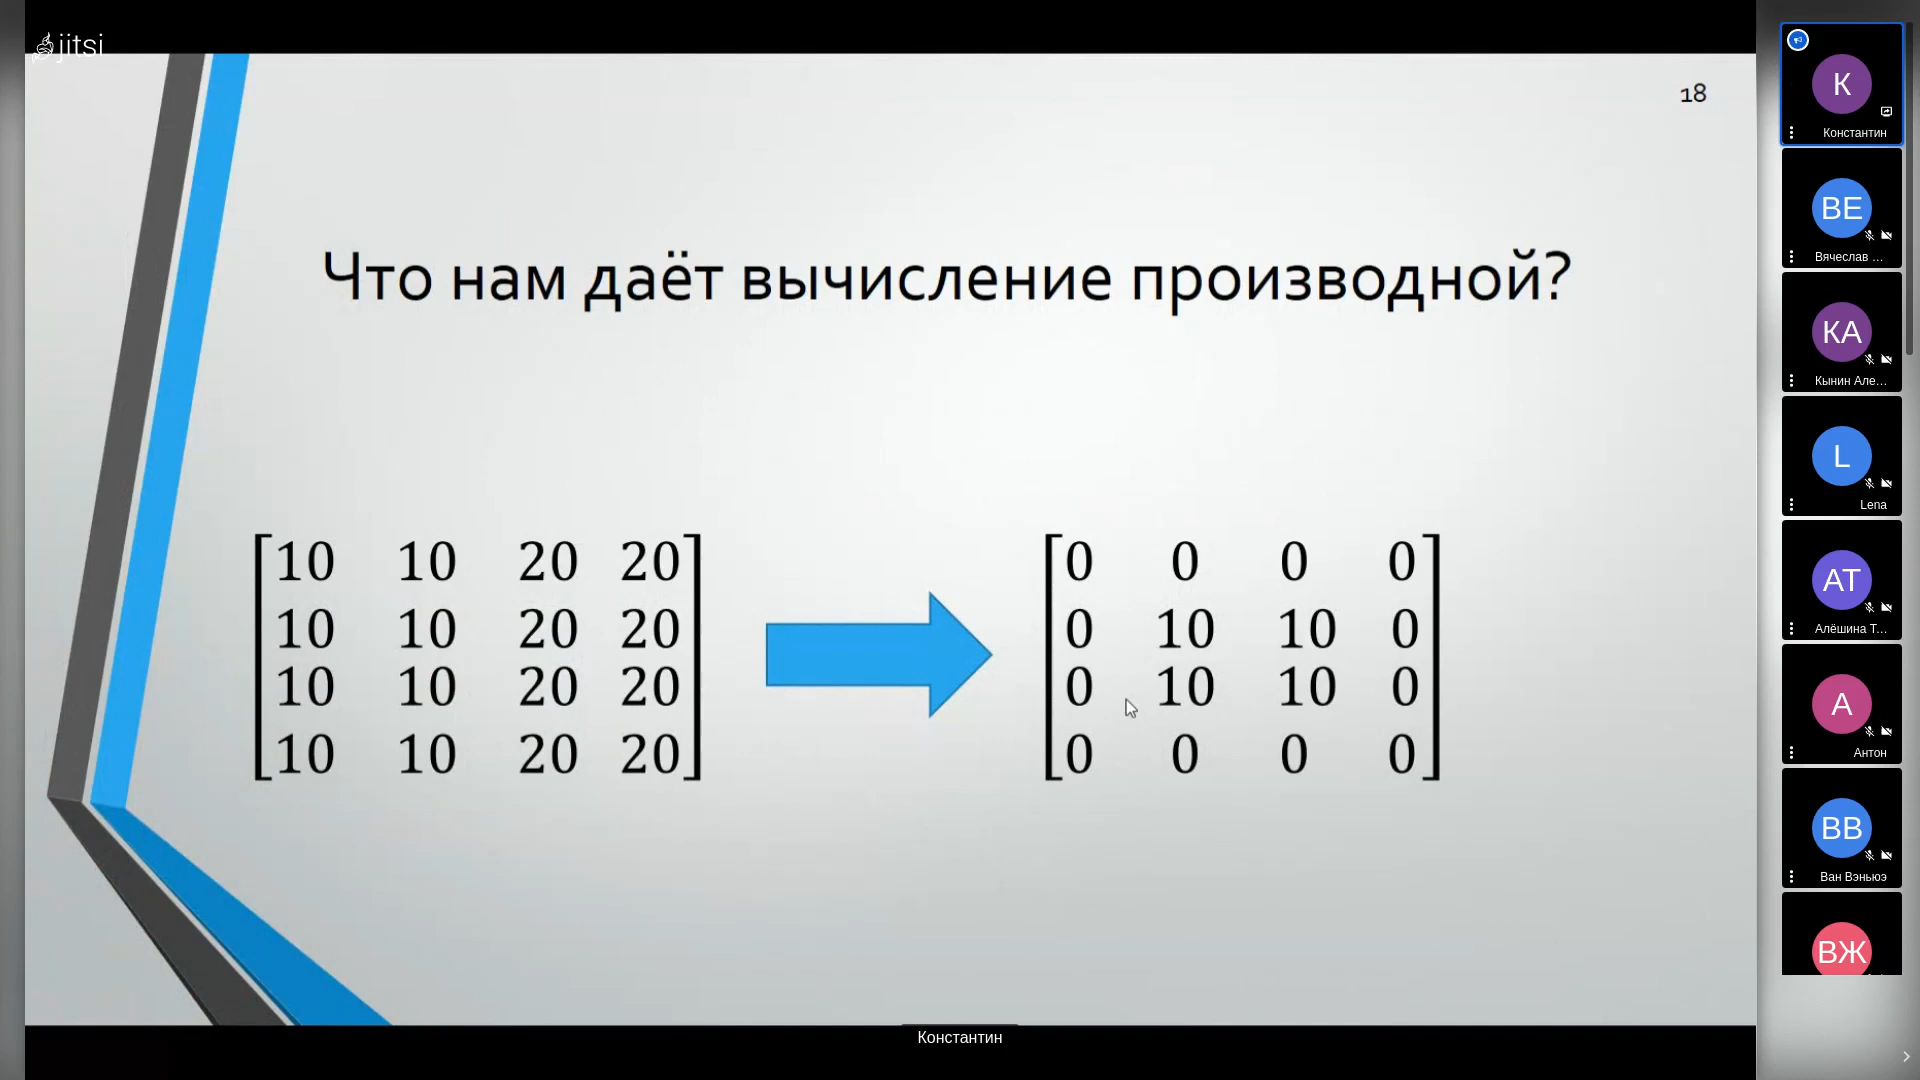 jitsi
18
Что нам даёт вычисление производной?
10 10 20 20
10 10 20 20
10 10 20 20
10 10 20 20
0 0 0 0
0 10 10 0
0 10 10 0
0 0 0 0
Константин
К
Константин
ВЕ
Вячеслав ...
КА
Кынин Але...
L
Lena
АТ
Алёшина Т...
А
Антон
ВВ
Ван Вэньюэ
ВЖ